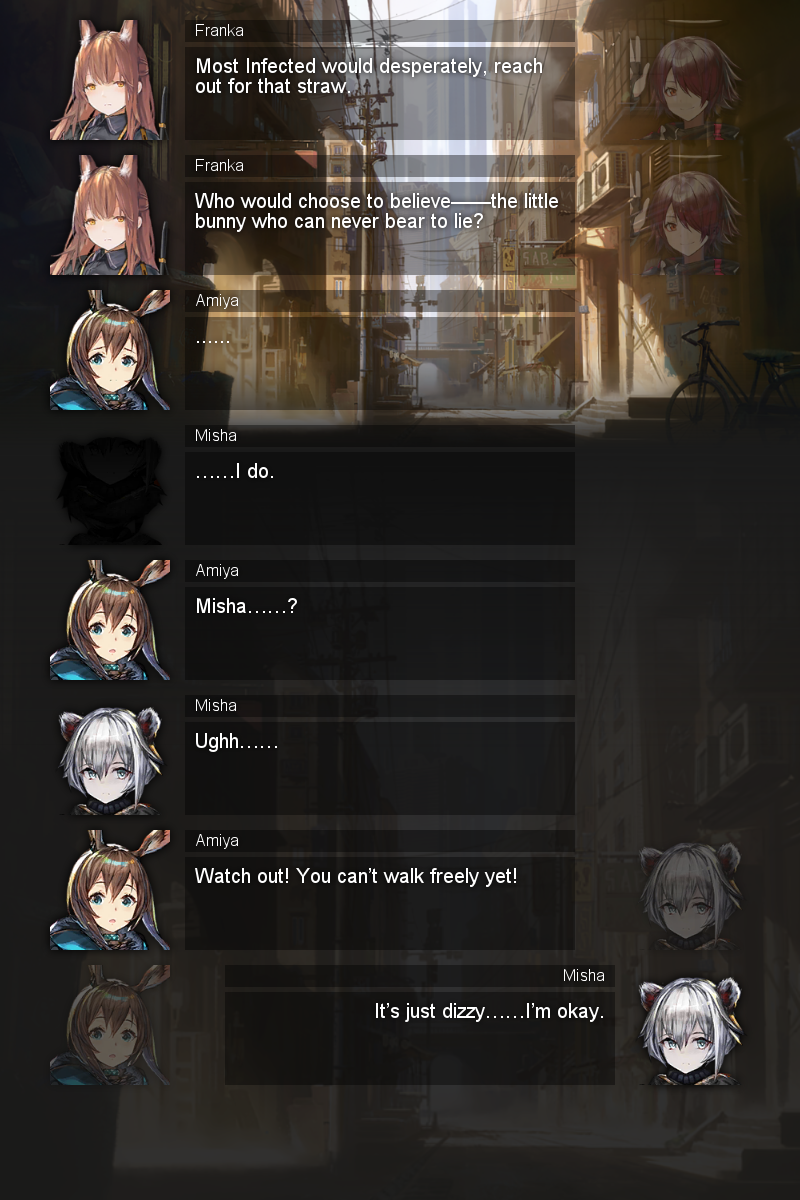 Franka
Most Infected would desperately, reach
out for that straw.
Franka
Who would choose to believe——the little
bunny who can never bear to lie?
Amiya
......
Misha
......I do.
Amiya
Misha......?
Misha
Ughh......
Amiya
Watch out! You can't walk freely yet!
Misha
It's just dizzy......I'm okay.